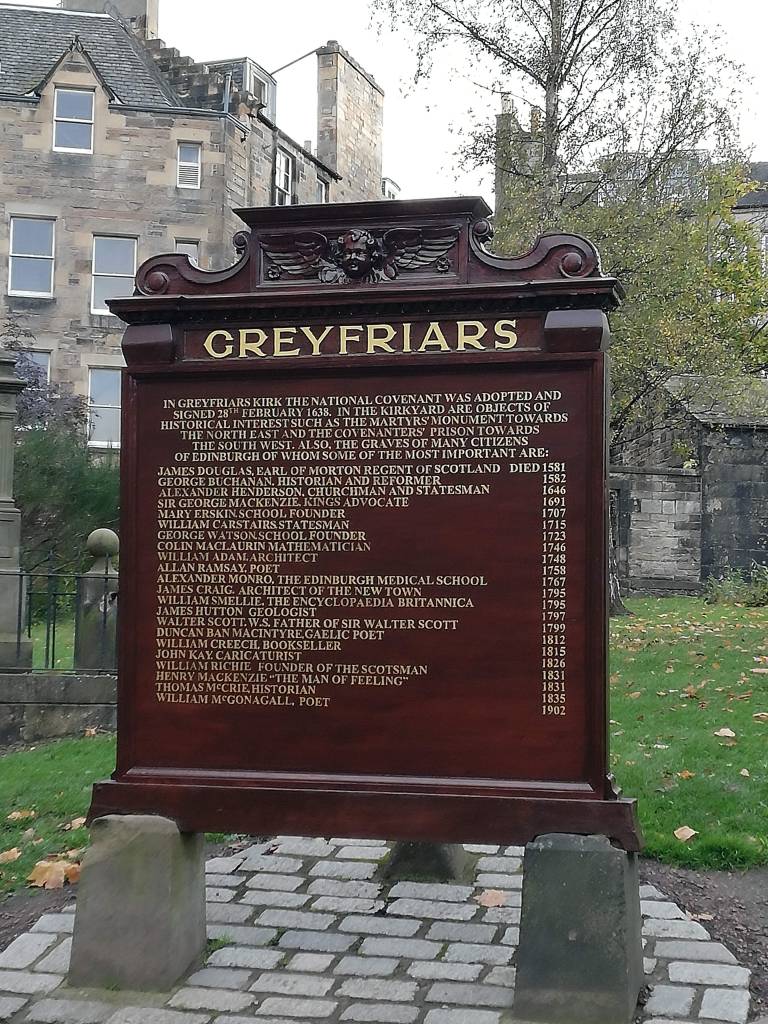 GREYFRIARS
IN GREYFRIARS KIRK THE NATIONAL COVENANT WAS ADOPTED AND
SIGNED 28TH FEBRUARY 1638. IN THE KIRKYARD ARE OBJECTS OF
HISTORICAL INTEREST SUCH AS THE MARTYRS' MONUMENT TOWARDS
THE NORTH EAST AND THE COVENANTERS' PRISON TOWARDS
THE SOUTH WEST. ALSO, THE GRAVES OF MANY CITIZENS
OF EDINBURGH OF WHOM SOME OF THE MOST IMPORTANT ARE:
JAMES DOUGLAS, EARL OF MORTON REGENT OF SCOTLAND DIED 1581
GEORGE BUCHANAN, HISTORIAN AND REFORMER 1582
ALEXANDER HENDERSON, CHURCHMAN AND STATESMAN 1646
SIR GEORGE MACKENZIE, KINGS ADVOCATE 1691
MARY ERSKIN, SCHOOL FOUNDER 1707
WILLIAM CARSTAIRS, STATESMAN 1715
GEORGE WATSON, SCHOOL FOUNDER 1723
COLIN MACLAURIN MATHEMATICIAN 1746
WILLIAM ADAM, ARCHITECT 1748
ALLAN RAMSAY, POET 1758
ALEXANDER MONRO, THE EDINBURGH MEDICAL SCHOOL 1767
JAMES CRAIG, ARCHITECT OF THE NEW TOWN 1795
WILLIAM SMELLIE, THE ENCYCLOPAEDIA BRITANNICA 1795
JAMES HUTTON GEOLOGIST 1797
WALTER SCOTT, W.S. FATHER OF SIR WALTER SCOTT 1799
DUNCAN BAN MACINTYRE, GAELIC POET 1812
WILLIAM CREECH, BOOKSELLER 1815
JOHN KAY, CARICATURIST 1826
WILLIAM RICHIE FOUNDER OF THE SCOTSMAN 1831
HENRY MACKENZIE "THE MAN OF FEELING" 1831
THOMAS McCRIE, HISTORIAN 1835
WILLIAM McGONAGALL, POET 1902